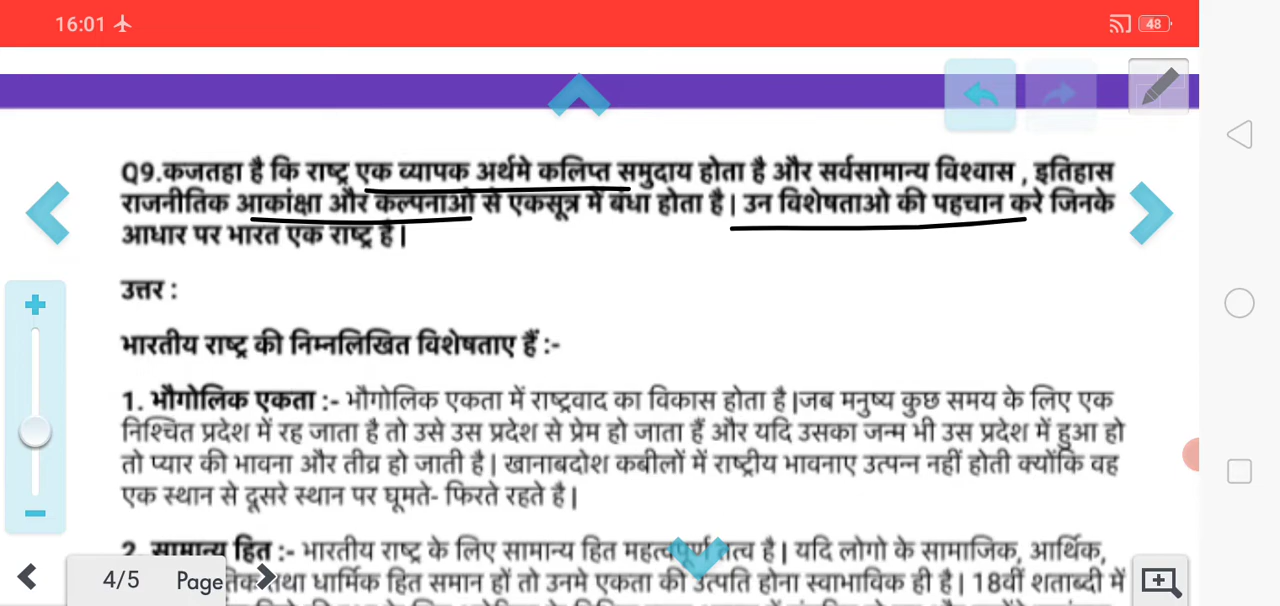 16:01
48
Q9.कजतहा है कि राष्ट्र एक व्यापक अर्थमे कलिप्त समुदाय होता है और सर्वसामान्य विश्वास , इतिहास
राजनीतिक आकांक्षा और कल्पनाओ से एकसूत्र में बंधा होता है | उन विशेषताओ की पहचान करे जिनके
आधार पर भारत एक राष्ट्र है |
उत्तर :
भारतीय राष्ट्र की निम्नलिखित विशेषताए हैं :-
1. भौगोलिक एकता :- भौगोलिक एकता में राष्ट्रवाद का विकास होता है |जब मनुष्य कुछ समय के लिए एक
निश्चित प्रदेश में रह जाता है तो उसे उस प्रदेश से प्रेम हो जाता हैं और यदि उसका जन्म भी उस प्रदेश में हुआ हो
तो प्यार की भावना और तीव्र हो जाती है | खानाबदोश कबीलों में राष्ट्रीय भावनाए उत्पन्न नहीं होती क्योंकि वह
एक स्थान से दूसरे स्थान पर घूमते- फिरते रहते है |
2. सामान्य हित :- भारतीय राष्ट्र के लिए सामान्य हित महत्वपूर्ण तत्व है | यदि लोगो के सामाजिक, आर्थिक,
4/5 Page तथा धार्मिक हित समान हों तो उनमे एकता की उत्पति होना स्वाभाविक ही है | 18वीं शताब्दी में